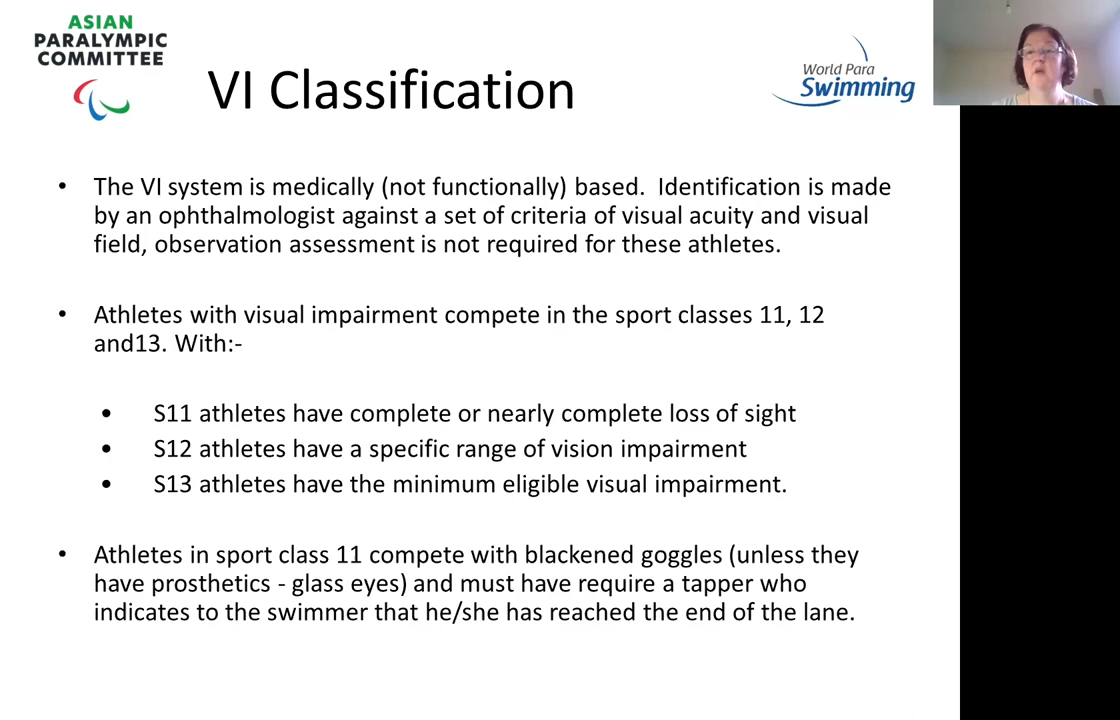 ASIAN
PARALYMPIC
COMMITTEE
VI Classification
World Para
Swimming
• The VI system is medically (not functionally) based.  Identification is made
by an ophthalmologist against a set of criteria of visual acuity and visual
field, observation assessment is not required for these athletes.
• Athletes with visual impairment compete in the sport classes 11, 12
and13. With:-
• S11 athletes have complete or nearly complete loss of sight
• S12 athletes have a specific range of vision impairment
• S13 athletes have the minimum eligible visual impairment.
• Athletes in sport class 11 compete with blackened goggles (unless they
have prosthetics - glass eyes) and must have require a tapper who
indicates to the swimmer that he/she has reached the end of the lane.